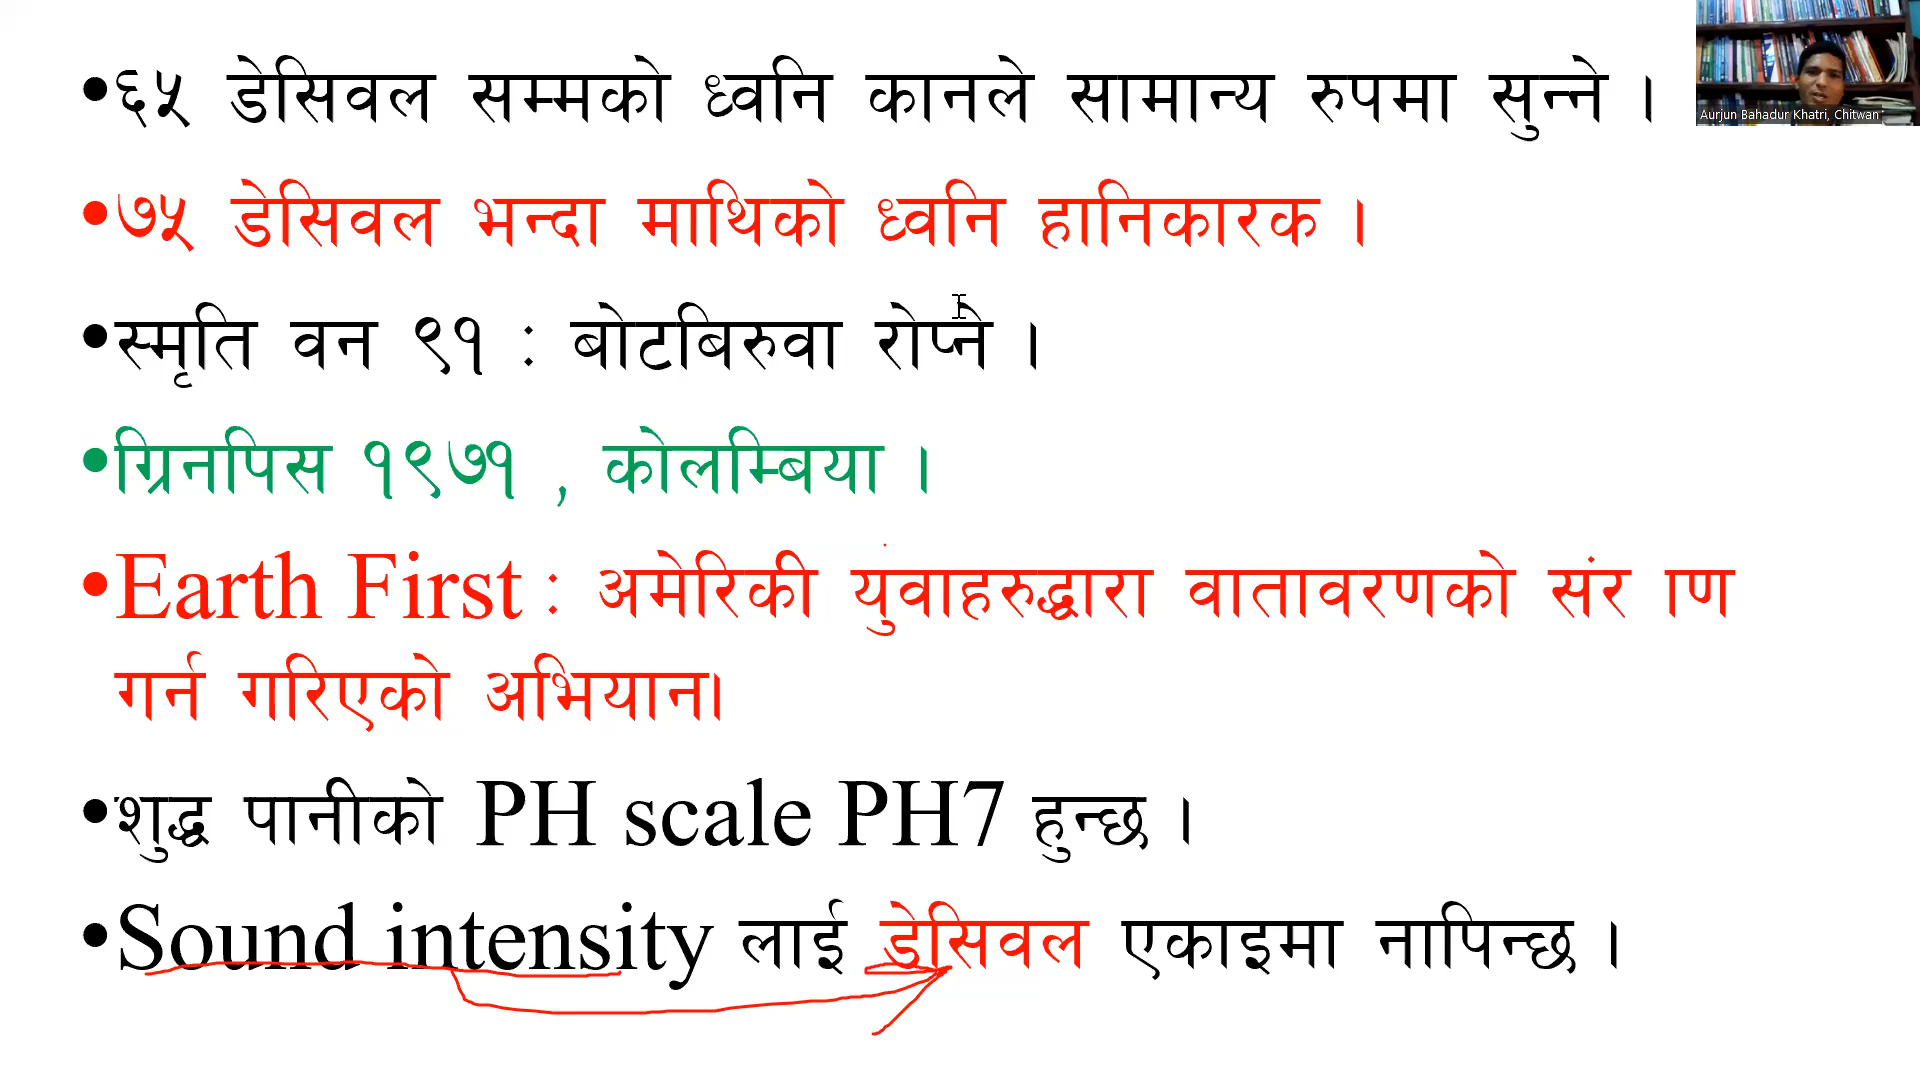 •६५ डेसिवल सम्मको ध्वनि कानले सामान्य रुपमा सुन्ने ।
Aurjun Bahadur Khatri, Chitwan
•७५ डेसिवल भन्दा माथिको ध्वनि हानिकारक ।
•स्मृति वन ९१ : बोटबिरुवा रोप्ने ।
•ग्रिनपिस १९७१ , कोलम्बिया ।
•Earth First : अमेरिकी युवाहरुद्धारा वातावरणको संर ाण
गर्न गरिएको अभियान।
•शुद्ध पानीको PH scale PH7 हुन्छ ।
•Sound intensity लाई डेसिवल एकाइमा नापिन्छ ।